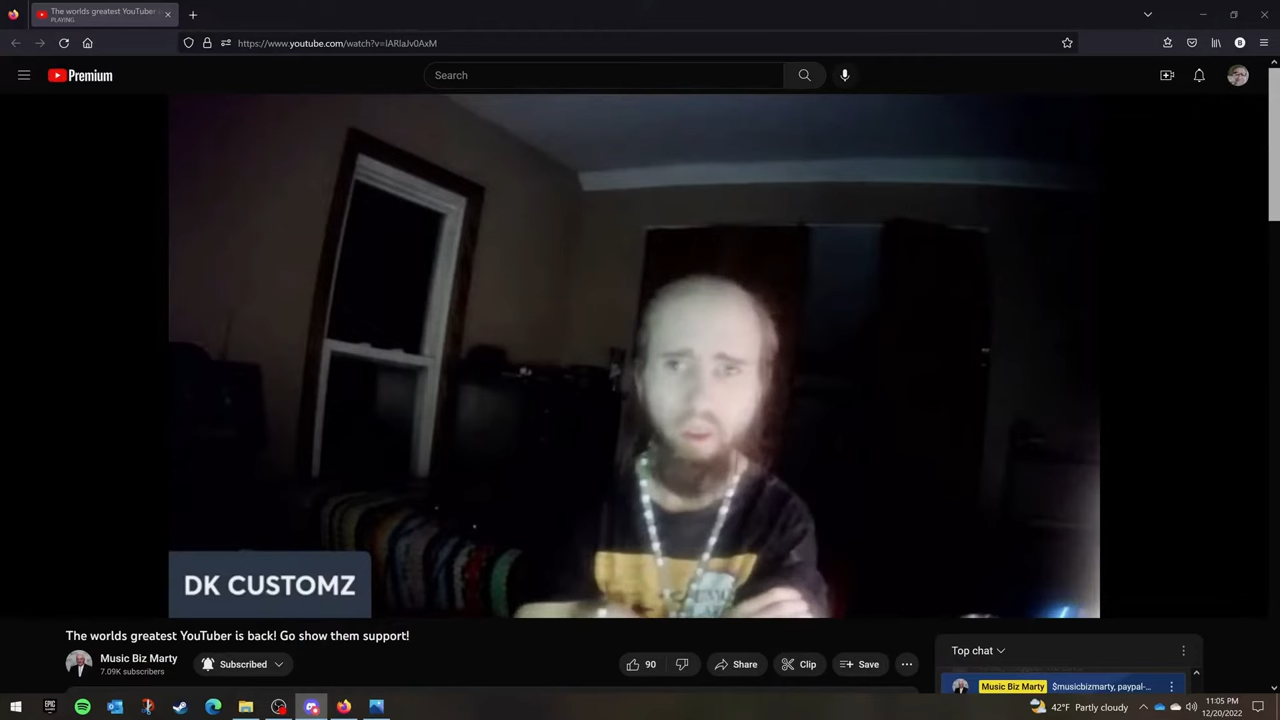 The worlds greatest YouTuber
PLAYING
https://www.youtube.com/watch?v=lARlaJv0AxM
Premium
Search
DK CUSTOMZ
The worlds greatest YouTuber is back! Go show them support!
Music Biz Marty
7.09K subscribers
Subscribed
90
Share
Clip
Save
Top chat
Music Biz Marty $musicbizmarty, paypal-...
EPIC
42°F Partly cloudy
11:05 PM
12/20/2022